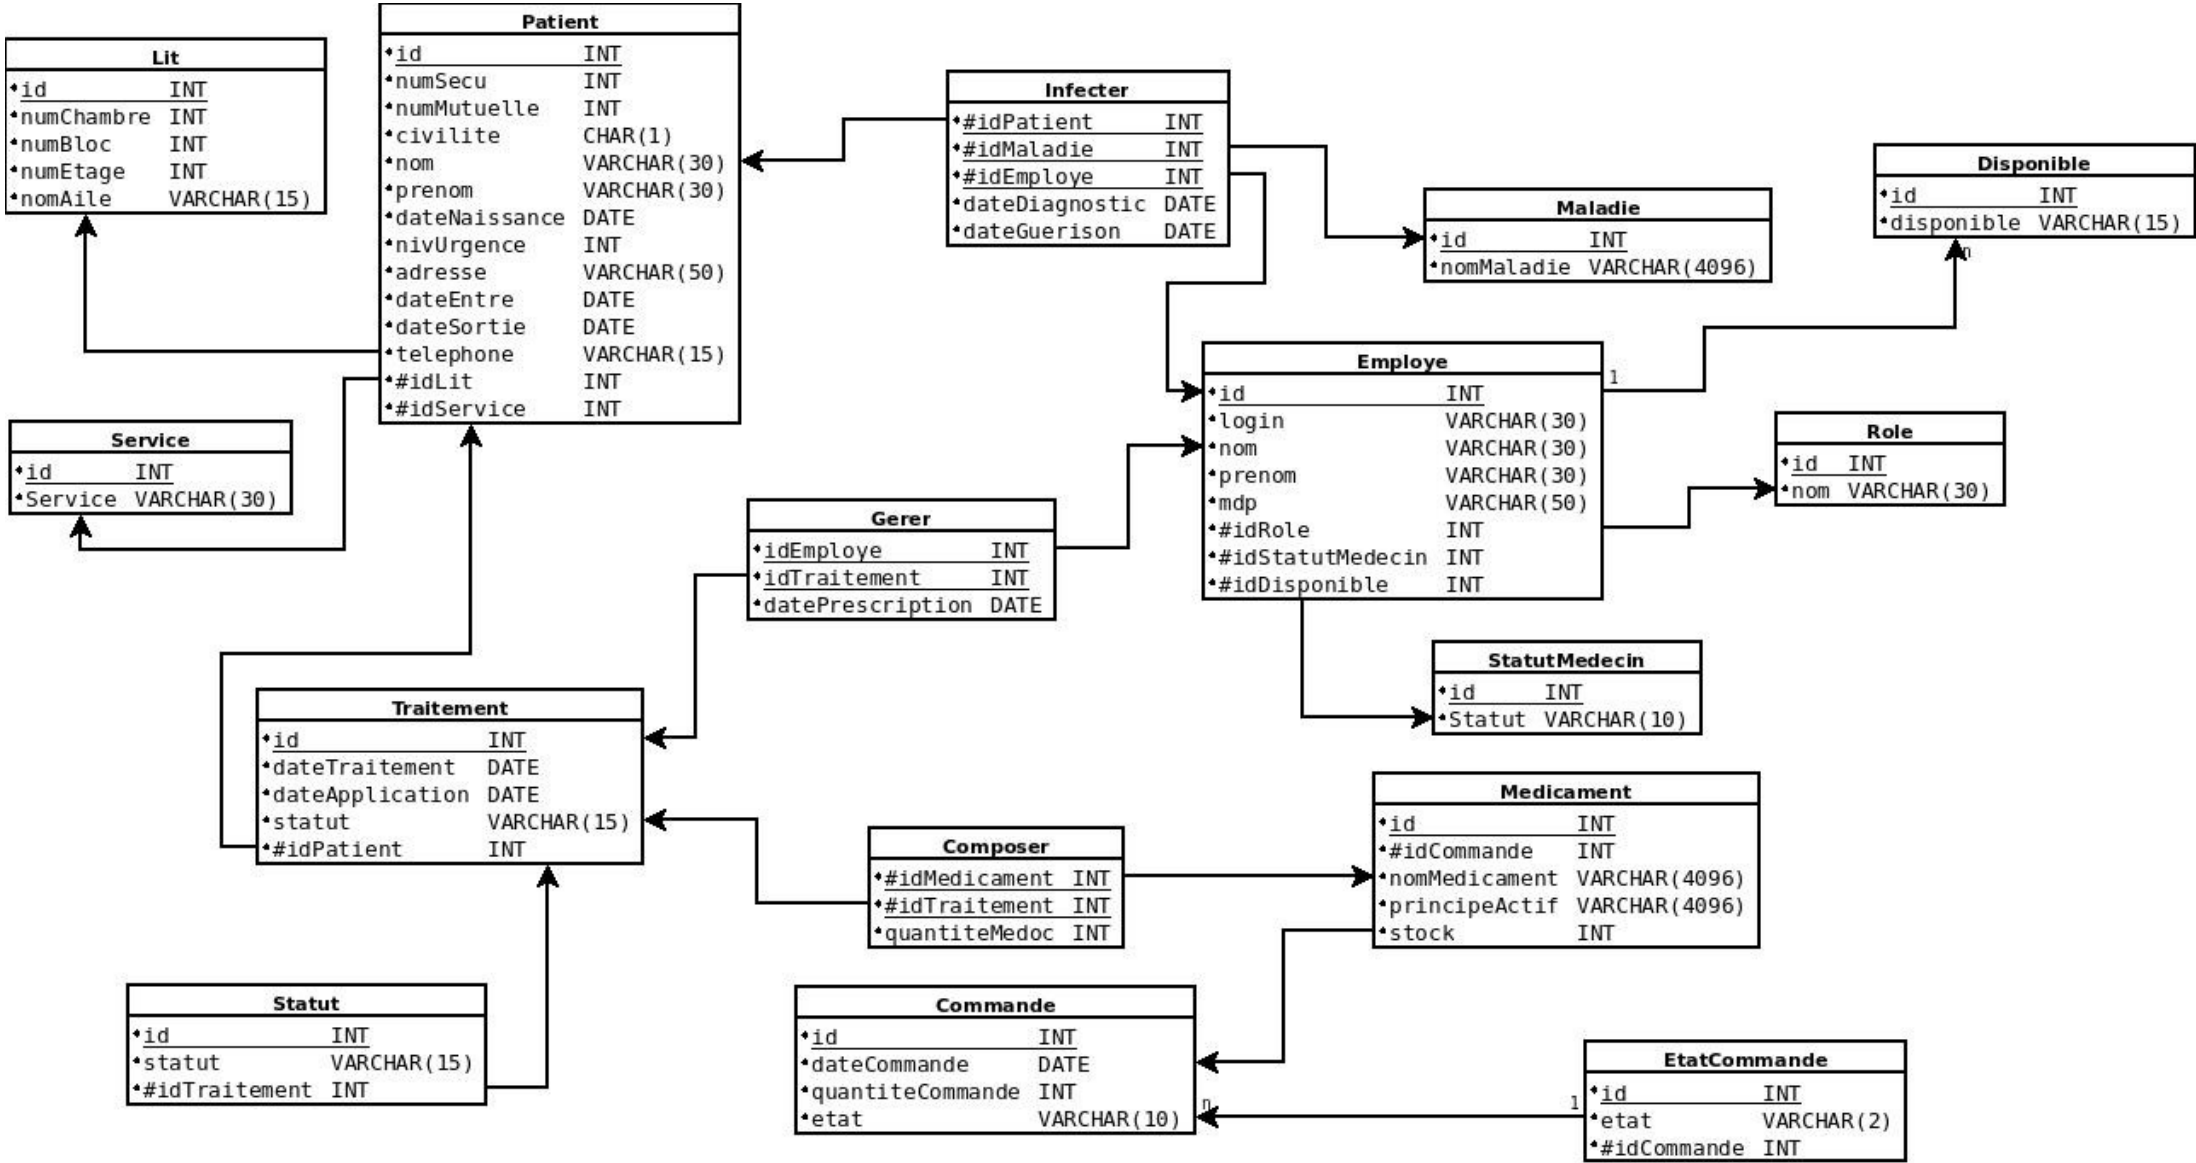 Patient
id INT
numSecu INT
numMutuelle INT
civilite CHAR(1)
nom VARCHAR(30)
prenom VARCHAR(30)
dateNaissance DATE
nivUrgence INT
adresse VARCHAR(50)
dateEntre DATE
dateSortie DATE
telephone VARCHAR(15)
#idLit INT
#idService INT
Lit
id INT
numChambre INT
numBloc INT
numEtage INT
nomAile VARCHAR(15)
Infecter
#idPatient INT
#idMaladie INT
#idEmploye INT
dateDiagnostic DATE
dateGuerison DATE
Maladie
id INT
nomMaladie VARCHAR(4096)
Disponible
id INT
disponible VARCHAR(15)
n
1
Employe
id INT
login VARCHAR(30)
nom VARCHAR(30)
prenom VARCHAR(30)
mdp VARCHAR(50)
#idRole INT
#idStatutMedecin INT
#idDisponible INT
Role
id INT
nom VARCHAR(30)
Service
id INT
Service VARCHAR(30)
Gerer
idEmploye INT
idTraitement INT
datePrescription DATE
StatutMedecin
id INT
Statut VARCHAR(10)
Traitement
id INT
dateTraitement DATE
dateApplication DATE
statut VARCHAR(15)
#idPatient INT
Medicament
id INT
#idCommande INT
nomMedicament VARCHAR(4096)
principeActif VARCHAR(4096)
stock INT
Composer
#idMedicament INT
#idTraitement INT
quantiteMedoc INT
Statut
id INT
statut VARCHAR(15)
#idTraitement INT
Commande
id INT
dateCommande DATE
quantiteCommande INT
etat VARCHAR(10)
n
1
EtatCommande
id INT
etat VARCHAR(2)
#idCommande INT